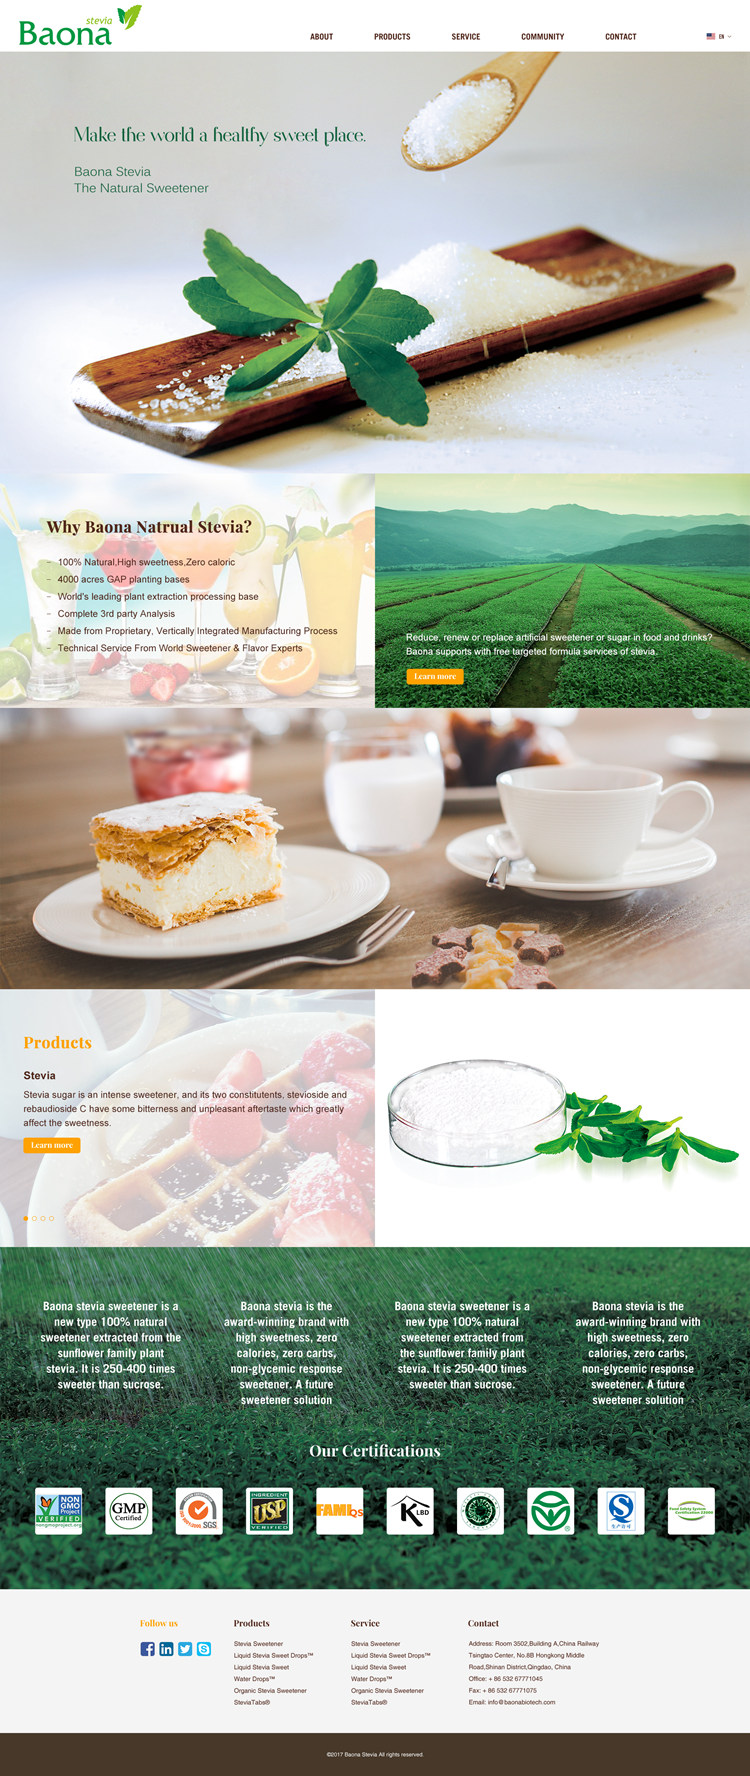 stevia
Baona
ABOUT
PRODUCTS
SERVICE
COMMUNITY
CONTACT
EN
Make the world a healthy sweet place.
Baona Stevia
The Natural Sweetener
Why Baona Natrual Stevia?
– 100% Natural,High sweetness,Zero caloric
– 4000 acres GAP planting bases
– World's leading plant extraction processing base
– Complete 3rd party Analysis
– Made from Proprietary, Vertically Integrated Manufacturing Process
– Technical Service From World Sweetener & Flavor Experts
Reduce, renew or replace artificial sweetener or sugar in food and drinks?
Baona supports with free targeted formula services of stevia.
Learn more
Products
Stevia
Stevia sugar is an intense sweetener, and its two constitutents, stevioside and
rebaudioside C have some bitterness and unpleasant aftertaste which greatly
affect the sweetness.
Learn more
Baona stevia sweetener is a
new type 100% natural
sweetener extracted from the
sunflower family plant
stevia. It is 250-400 times
sweeter than sucrose.
Baona stevia is the
award-winning brand with
high sweetness, zero
calories, zero carbs,
non-glycemic response
sweetener. A future
sweetener solution
Baona stevia sweetener is a
new type 100% natural
sweetener extracted from
the sunflower family plant
stevia. It is 250-400 times
sweeter than sucrose.
Baona stevia is the
award-winning brand with
high sweetness, zero
calories, zero carbs,
non-glycemic response
sweetener. A future
sweetener solution
Our Certifications
NON
GMO
Project
VERIFIED
nongmoproject.org
GMP
Certified
SGS
INGREDIENT
USP
VERIFIED
FAMI QS
K LBD
生产许可
Food Safety System
Certification 22000
Follow us
Products
Stevia Sweetener
Liquid Stevia Sweet Drops™
Liquid Stevia Sweet
Water Drops™
Organic Stevia Sweetener
SteviaTabs®
Service
Stevia Sweetener
Liquid Stevia Sweet Drops™
Liquid Stevia Sweet
Water Drops™
Organic Stevia Sweetener
SteviaTabs®
Contact
Address: Room 3502,Building A,China Railway
Tsingtao Center, No.8B Hongkong Middle
Road,Shinan District,Qingdao, China
Office: + 86 532 67771045
Fax: + 86 532 67771075
Email: info@baonabiotech.com
©2017 Baona Stevia All rights reserved.